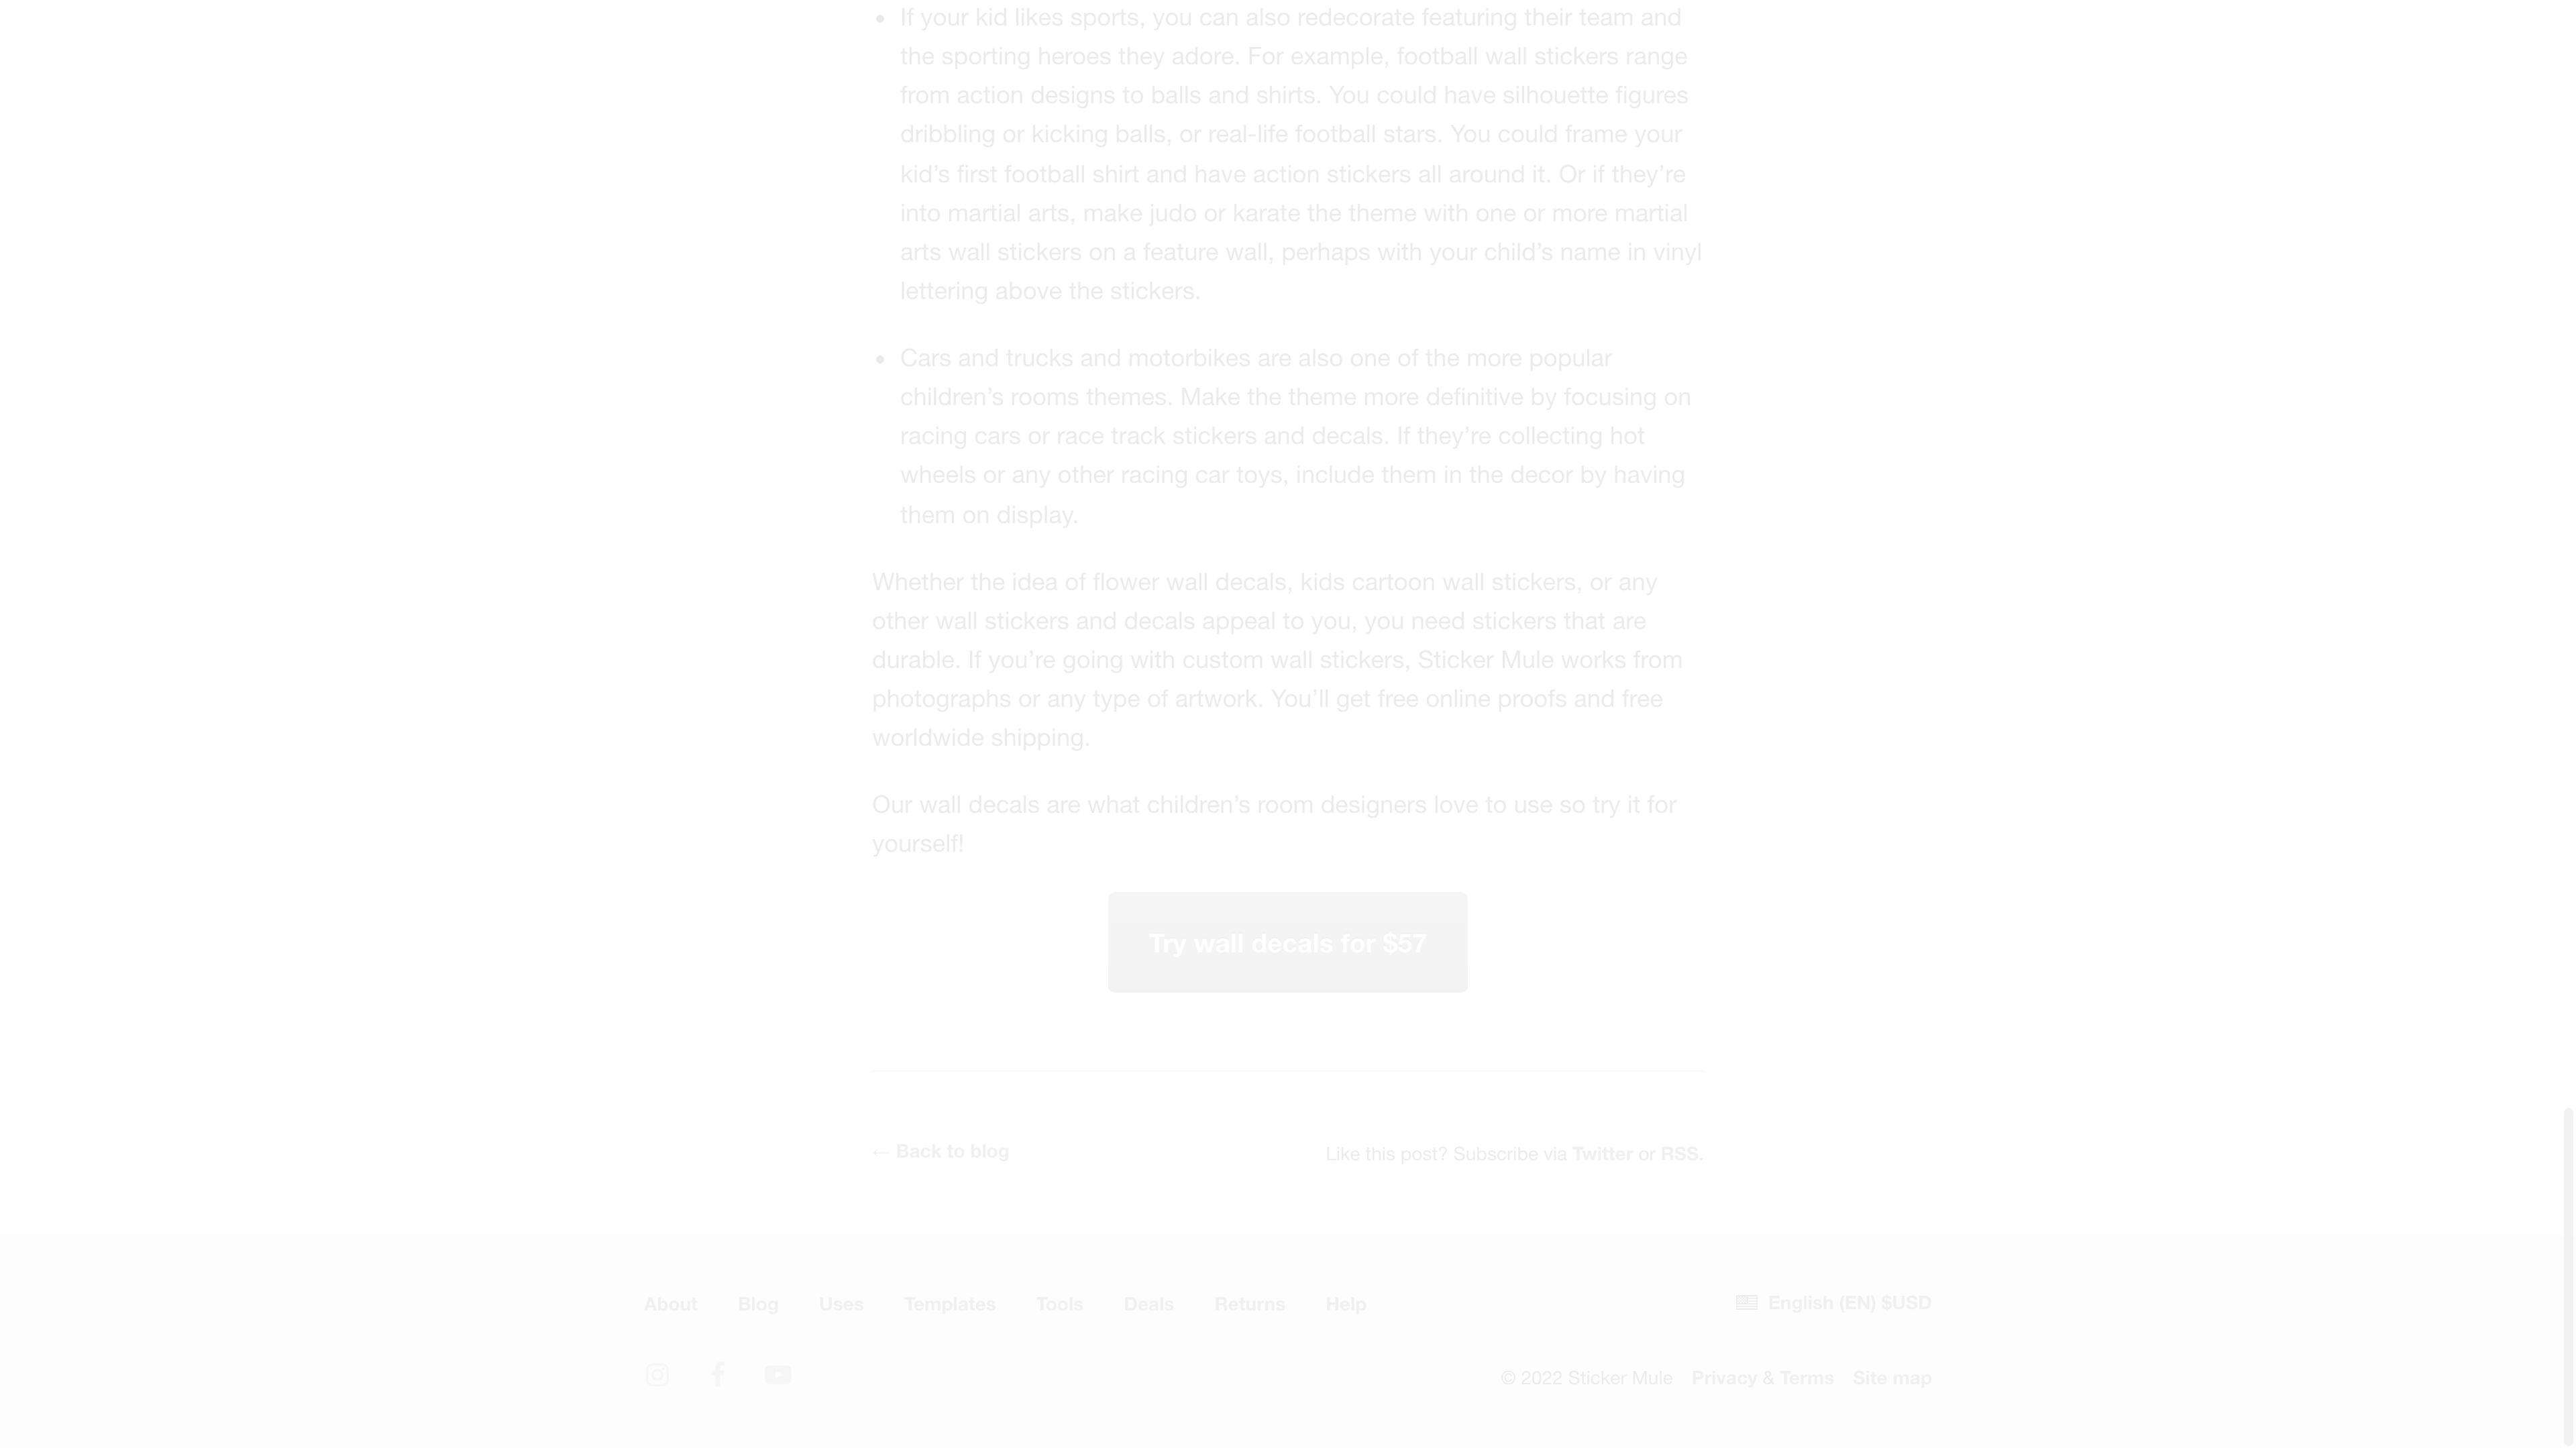 If your kid likes sports, you can also redecorate featuring their team and
the sporting heroes they adore. For example, football wall stickers range
from action designs to balls and shirts. You could have silhouette figures
dribbling or kicking balls, or real-life football stars. You could frame your
kid’s first football shirt and have action stickers all around it. Or if they’re
into martial arts, make judo or karate the theme with one or more martial
arts wall stickers on a feature wall, perhaps with your child’s name in vinyl
lettering above the stickers.
Cars and trucks and motorbikes are also one of the more popular
children’s rooms themes. Make the theme more definitive by focusing on
racing cars or race track stickers and decals. If they’re collecting hot
wheels or any other racing car toys, include them in the decor by having
them on display.
Whether the idea of flower wall decals, kids cartoon wall stickers, or any
other wall stickers and decals appeal to you, you need stickers that are
durable. If you’re going with custom wall stickers, Sticker Mule works from
photographs or any type of artwork. You’ll get free online proofs and free
worldwide shipping.
Our wall decals are what children’s room designers love to use so try it for
yourself!
Try wall decals for $57
← Back to blog
Like this post? Subscribe via Twitter or RSS.
About Blog Uses Templates Tools Deals Returns Help
English (EN) $USD
© 2022 Sticker Mule Privacy & Terms Site map